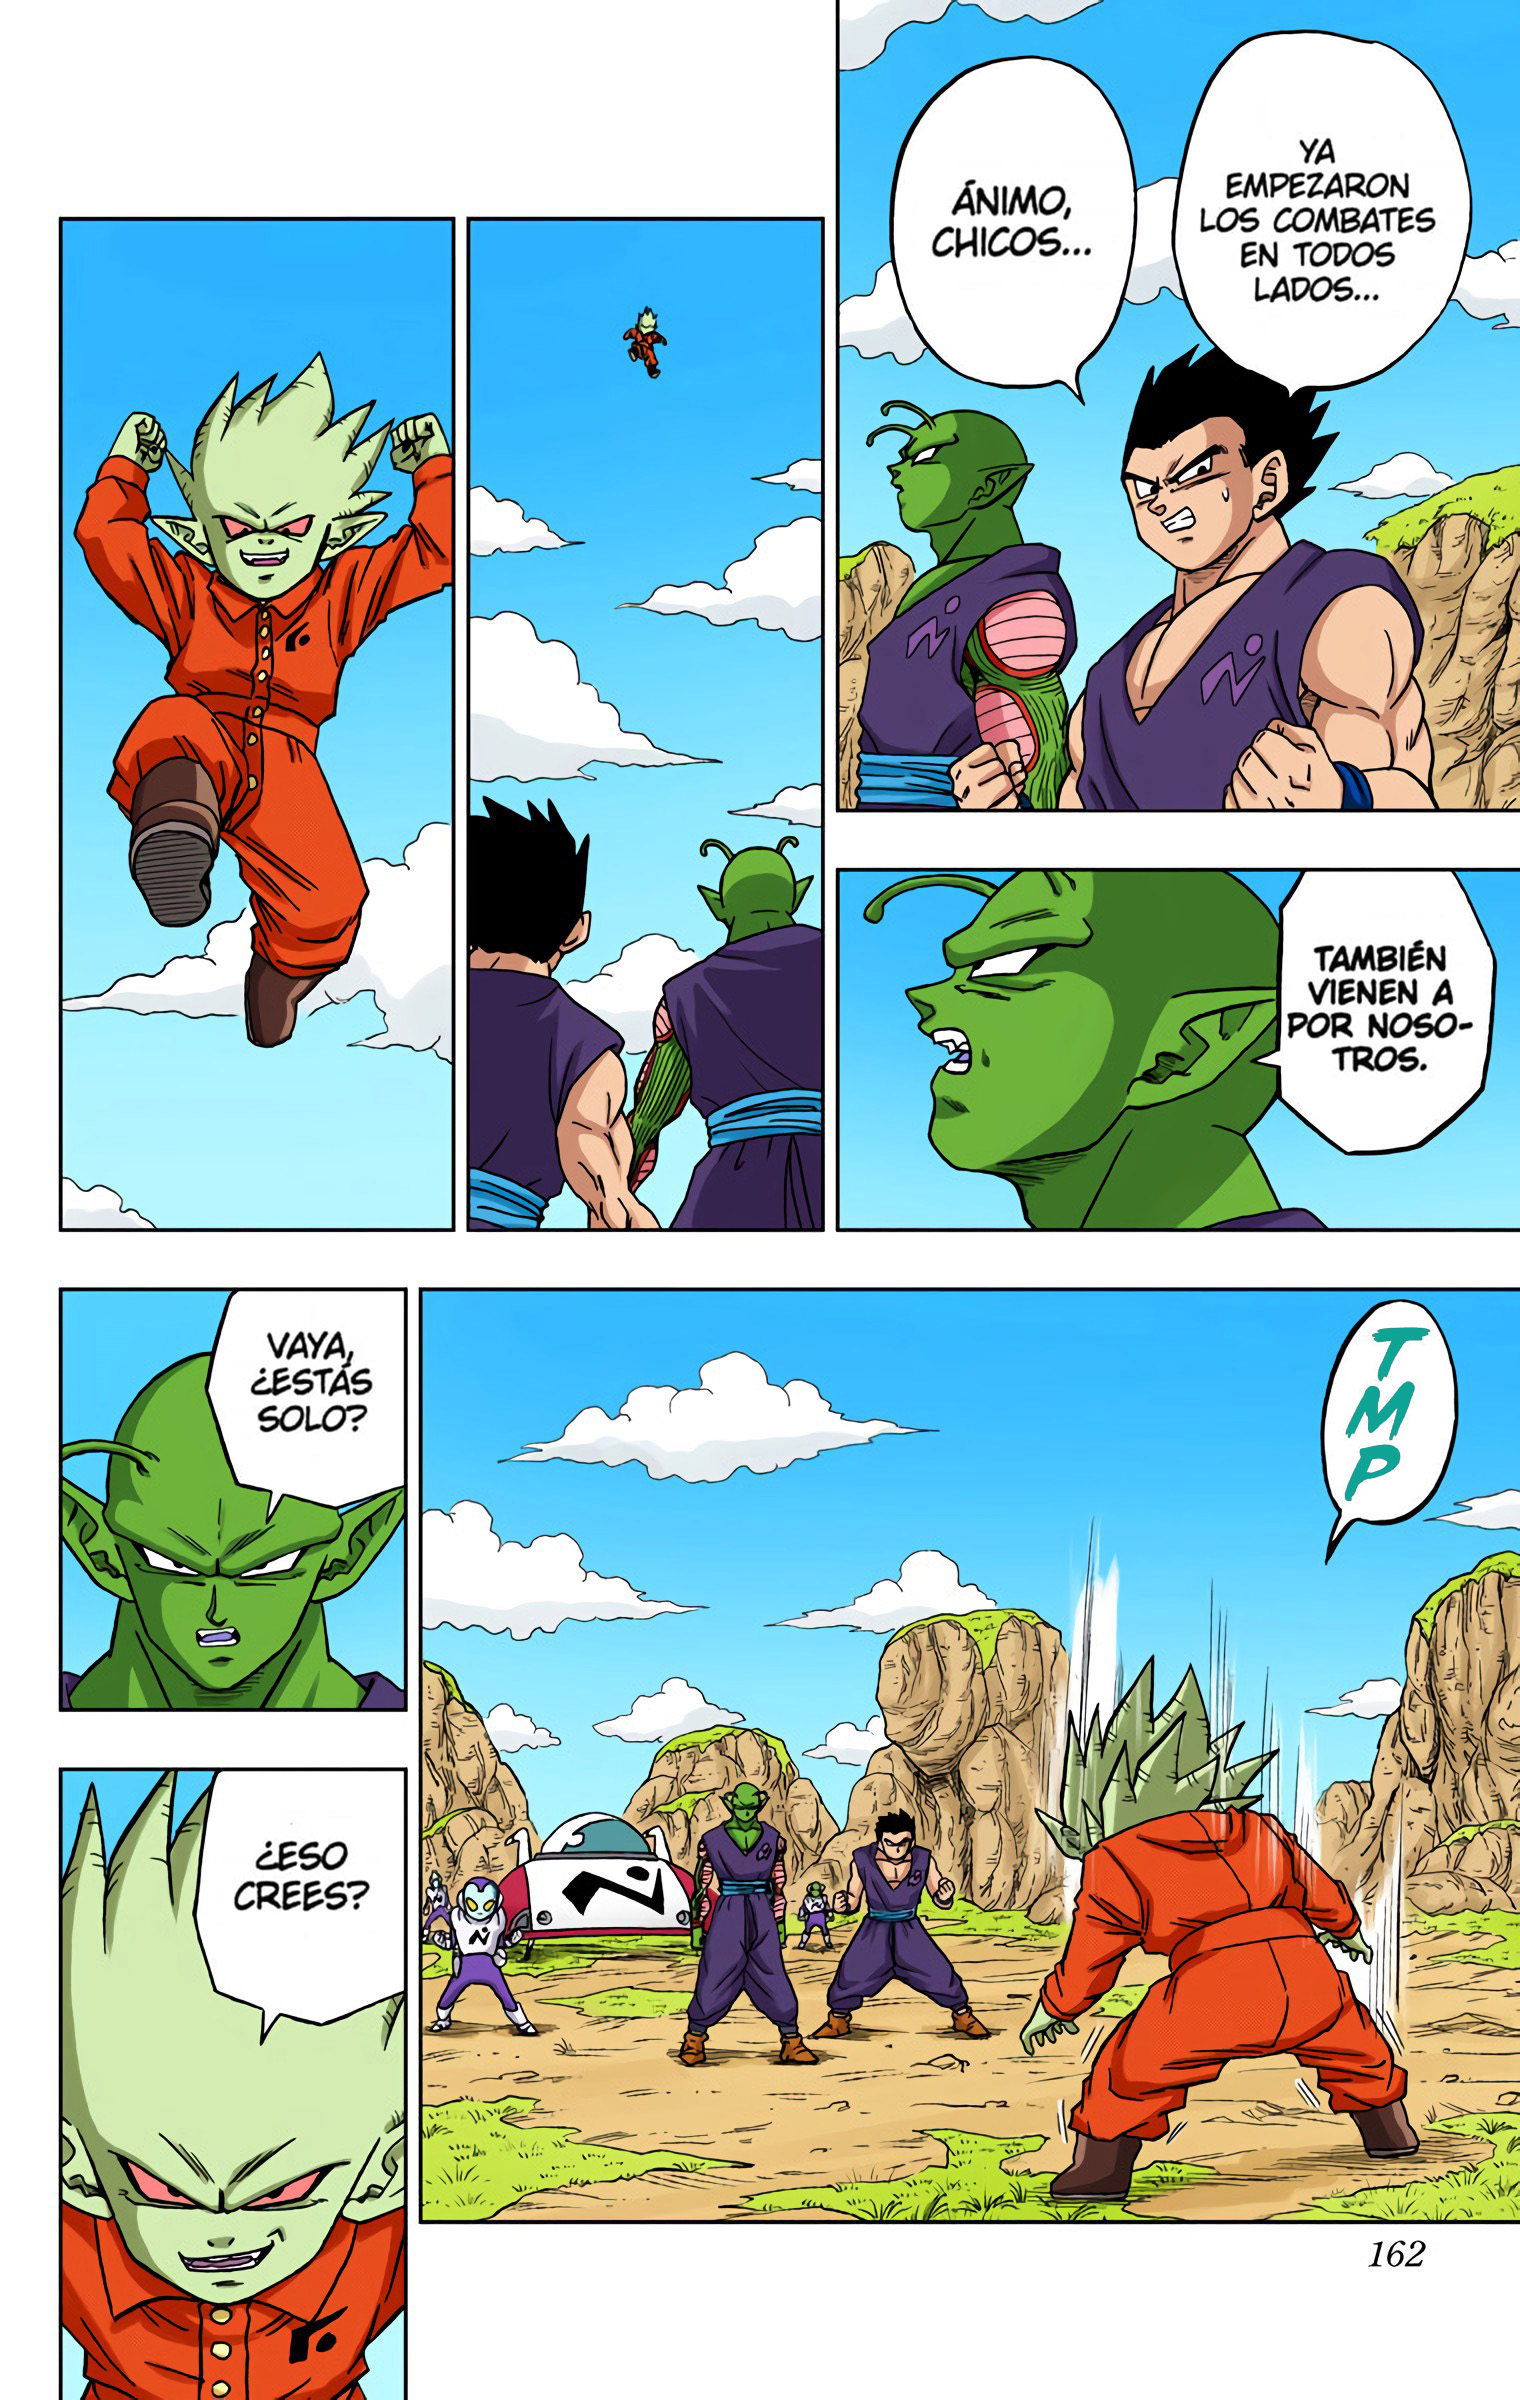 YA
EMPEZARON
LOS COMBATES
EN TODOS
LADOS...
ÁNIMO,
CHICOS...
TAMBIÉN
VIENEN A
POR NOSO-
TROS.
TMP
VAYA,
¿ESTÁS
SOLO?
¿ESO
CREES?
162